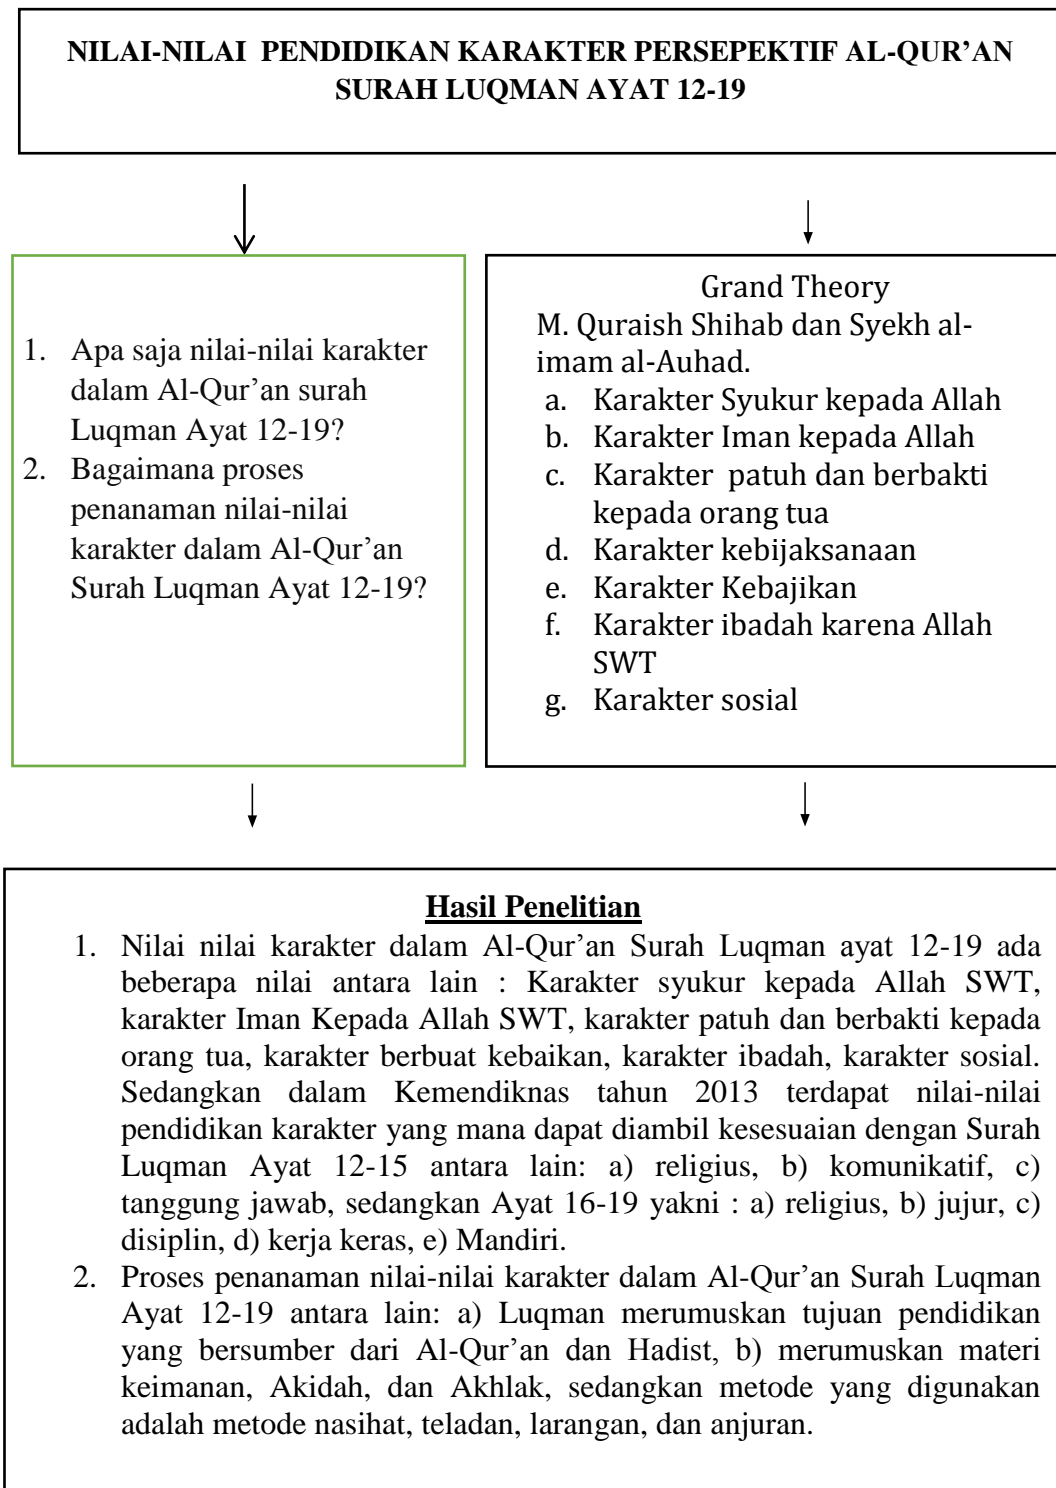 NILAI-NILAI PENDIDIKAN KARAKTER PERSEPEKTIF AL-QUR’AN
SURAH LUQMAN AYAT 12-19
1. Apa saja nilai-nilai karakter
dalam Al-Qur’an surah
Luqman Ayat 12-19?
2. Bagaimana proses
penanaman nilai-nilai
karakter dalam Al-Qur’an
Surah Luqman Ayat 12-19?
Grand Theory
M. Quraish Shihab dan Syekh al-
imam al-Auhad.
a. Karakter Syukur kepada Allah
b. Karakter Iman kepada Allah
c. Karakter patuh dan berbakti
kepada orang tua
d. Karakter kebijaksanaan
e. Karakter Kebajikan
f. Karakter ibadah karena Allah
SWT
g. Karakter sosial
Hasil Penelitian
1. Nilai nilai karakter dalam Al-Qur’an Surah Luqman ayat 12-19 ada
beberapa nilai antara lain : Karakter syukur kepada Allah SWT,
karakter Iman Kepada Allah SWT, karakter patuh dan berbakti kepada
orang tua, karakter berbuat kebaikan, karakter ibadah, karakter sosial.
Sedangkan dalam Kemendiknas tahun 2013 terdapat nilai-nilai
pendidikan karakter yang mana dapat diambil kesesuaian dengan Surah
Luqman Ayat 12-15 antara lain: a) religius, b) komunikatif, c)
tanggung jawab, sedangkan Ayat 16-19 yakni : a) religius, b) jujur, c)
disiplin, d) kerja keras, e) Mandiri.
2. Proses penanaman nilai-nilai karakter dalam Al-Qur’an Surah Luqman
Ayat 12-19 antara lain: a) Luqman merumuskan tujuan pendidikan
yang bersumber dari Al-Qur’an dan Hadist, b) merumuskan materi
keimanan, Akidah, dan Akhlak, sedangkan metode yang digunakan
adalah metode nasihat, teladan, larangan, dan anjuran.